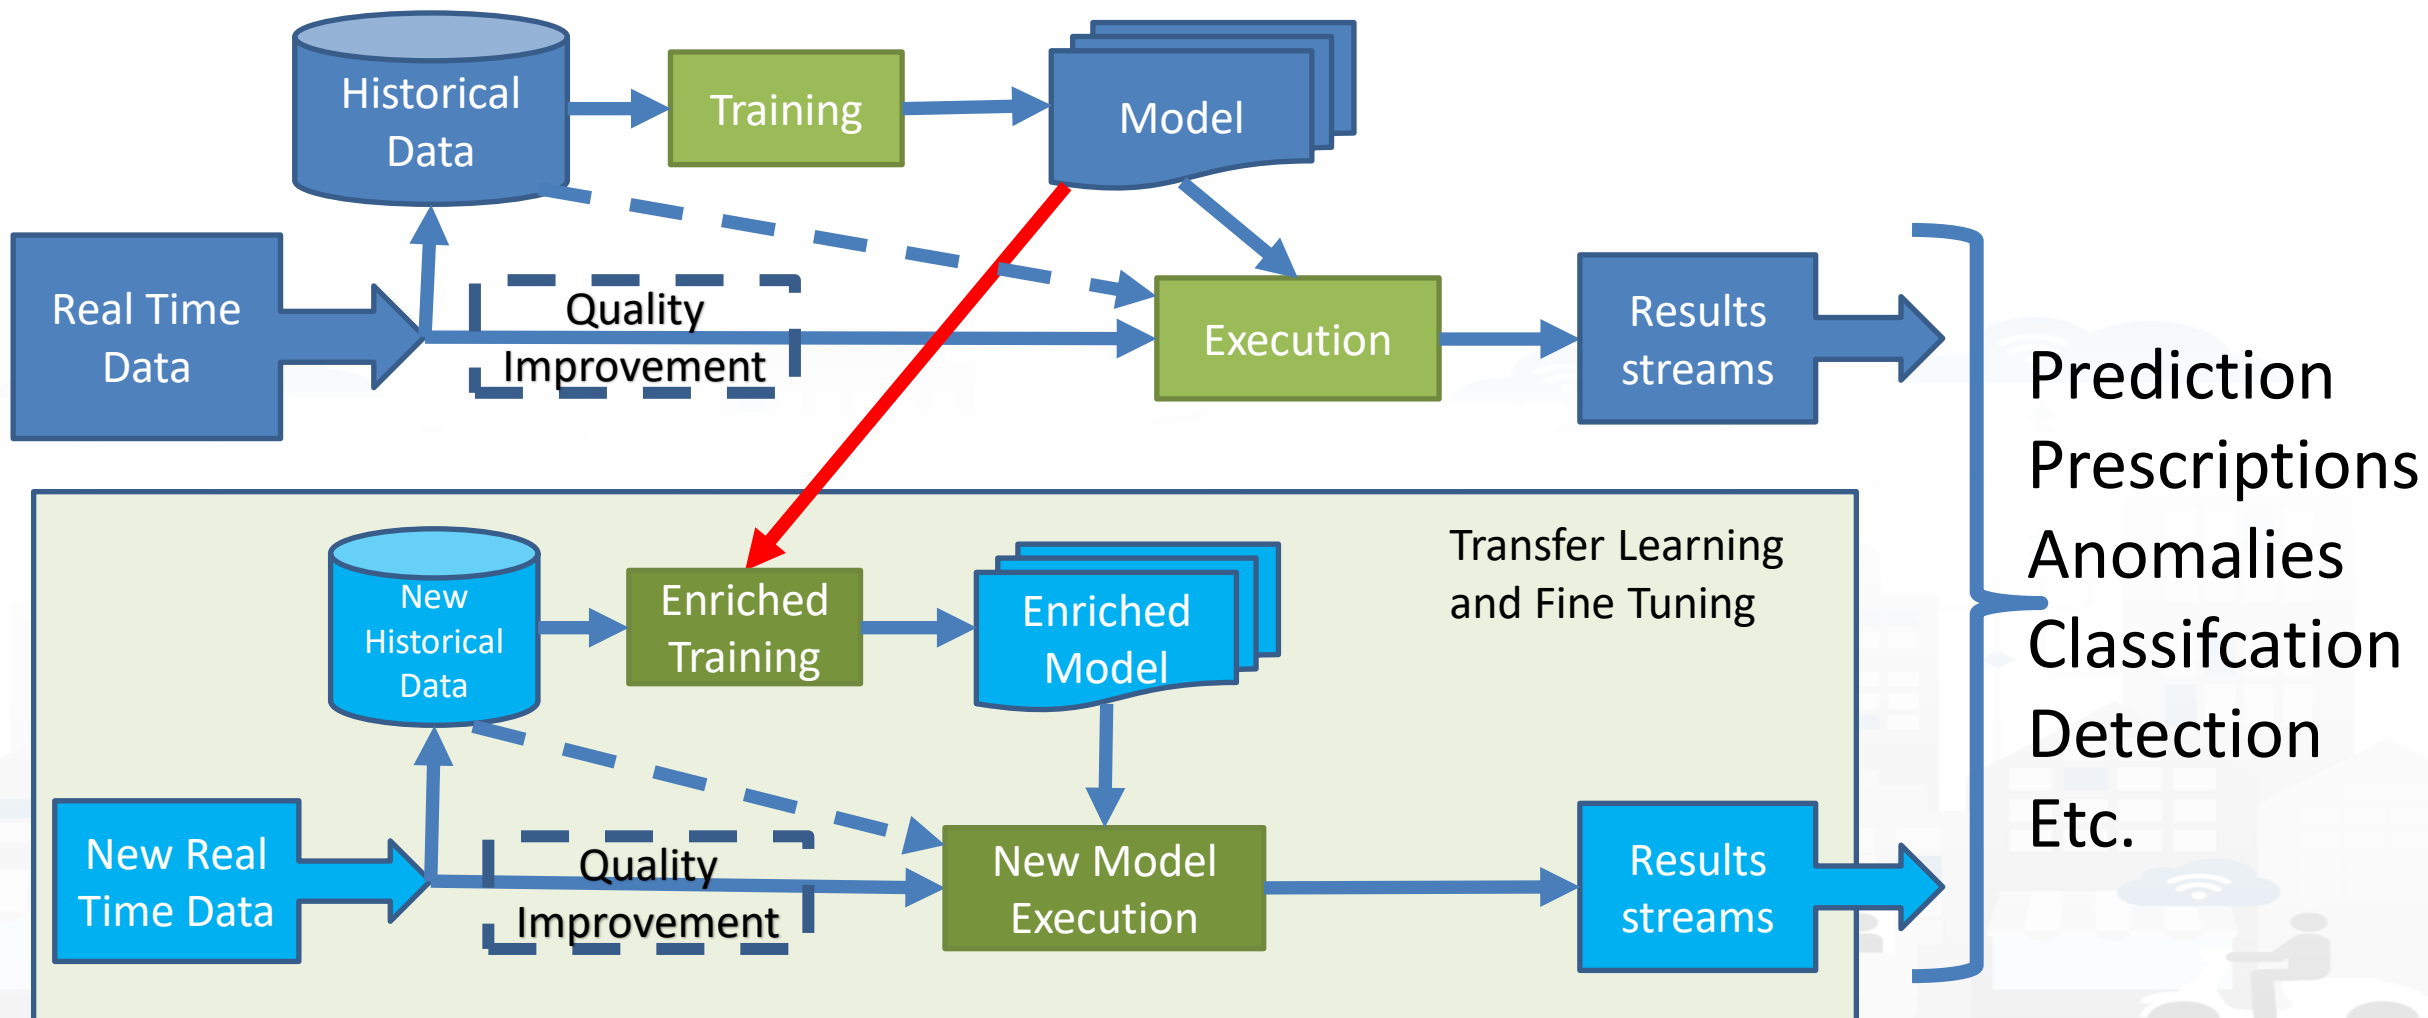 Historical
Data
Training
Model
Real Time
Data
Quality
Improvement
Execution
Results
streams
Transfer Learning
and Fine Tuning
New
Historical
Data
Enriched
Training
Enriched
Model
New Real
Time Data
Quality
Improvement
New Model
Execution
Results
streams
Prediction
Prescriptions
Anomalies
Classifcation
Detection
Etc.